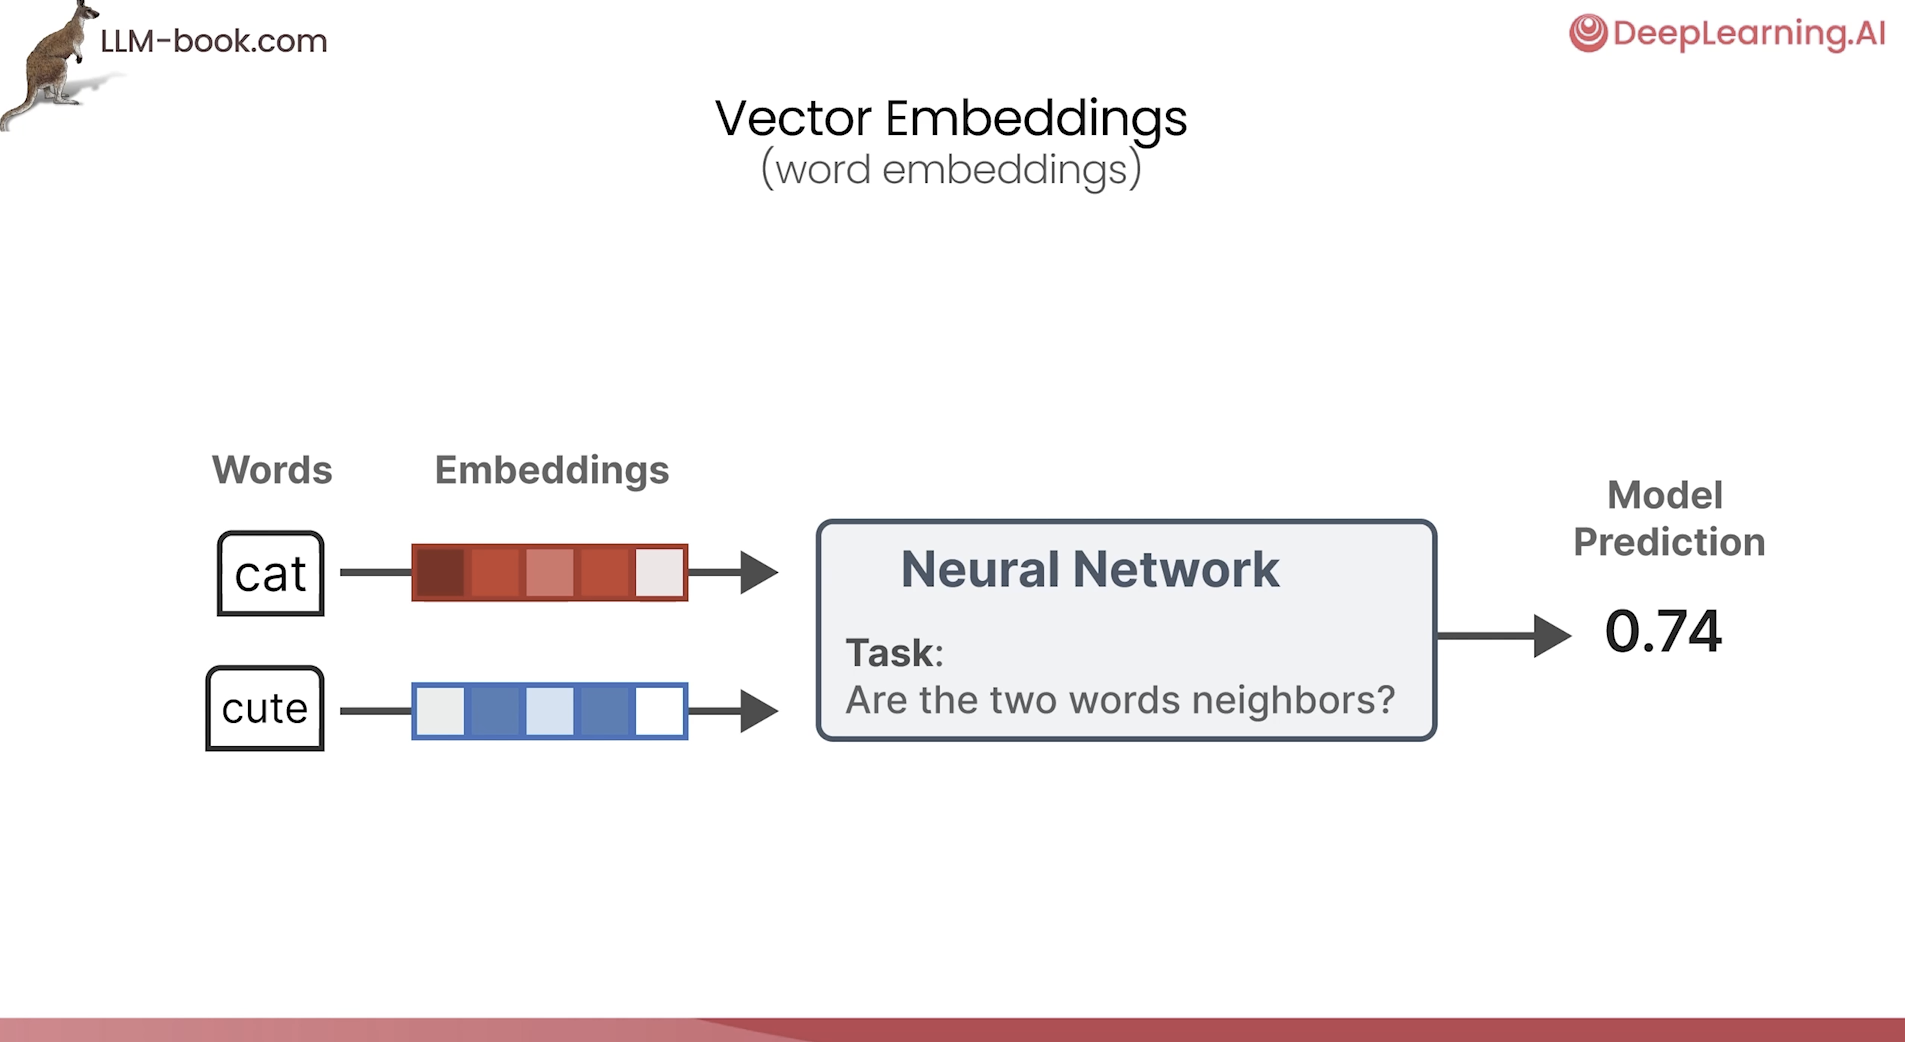 LLM-book.com
DeepLearning.AI
Vector Embeddings
(word embeddings)
Words
Embeddings
cat
cute
Neural Network
Task:
Are the two words neighbors?
Model
Prediction
0.74